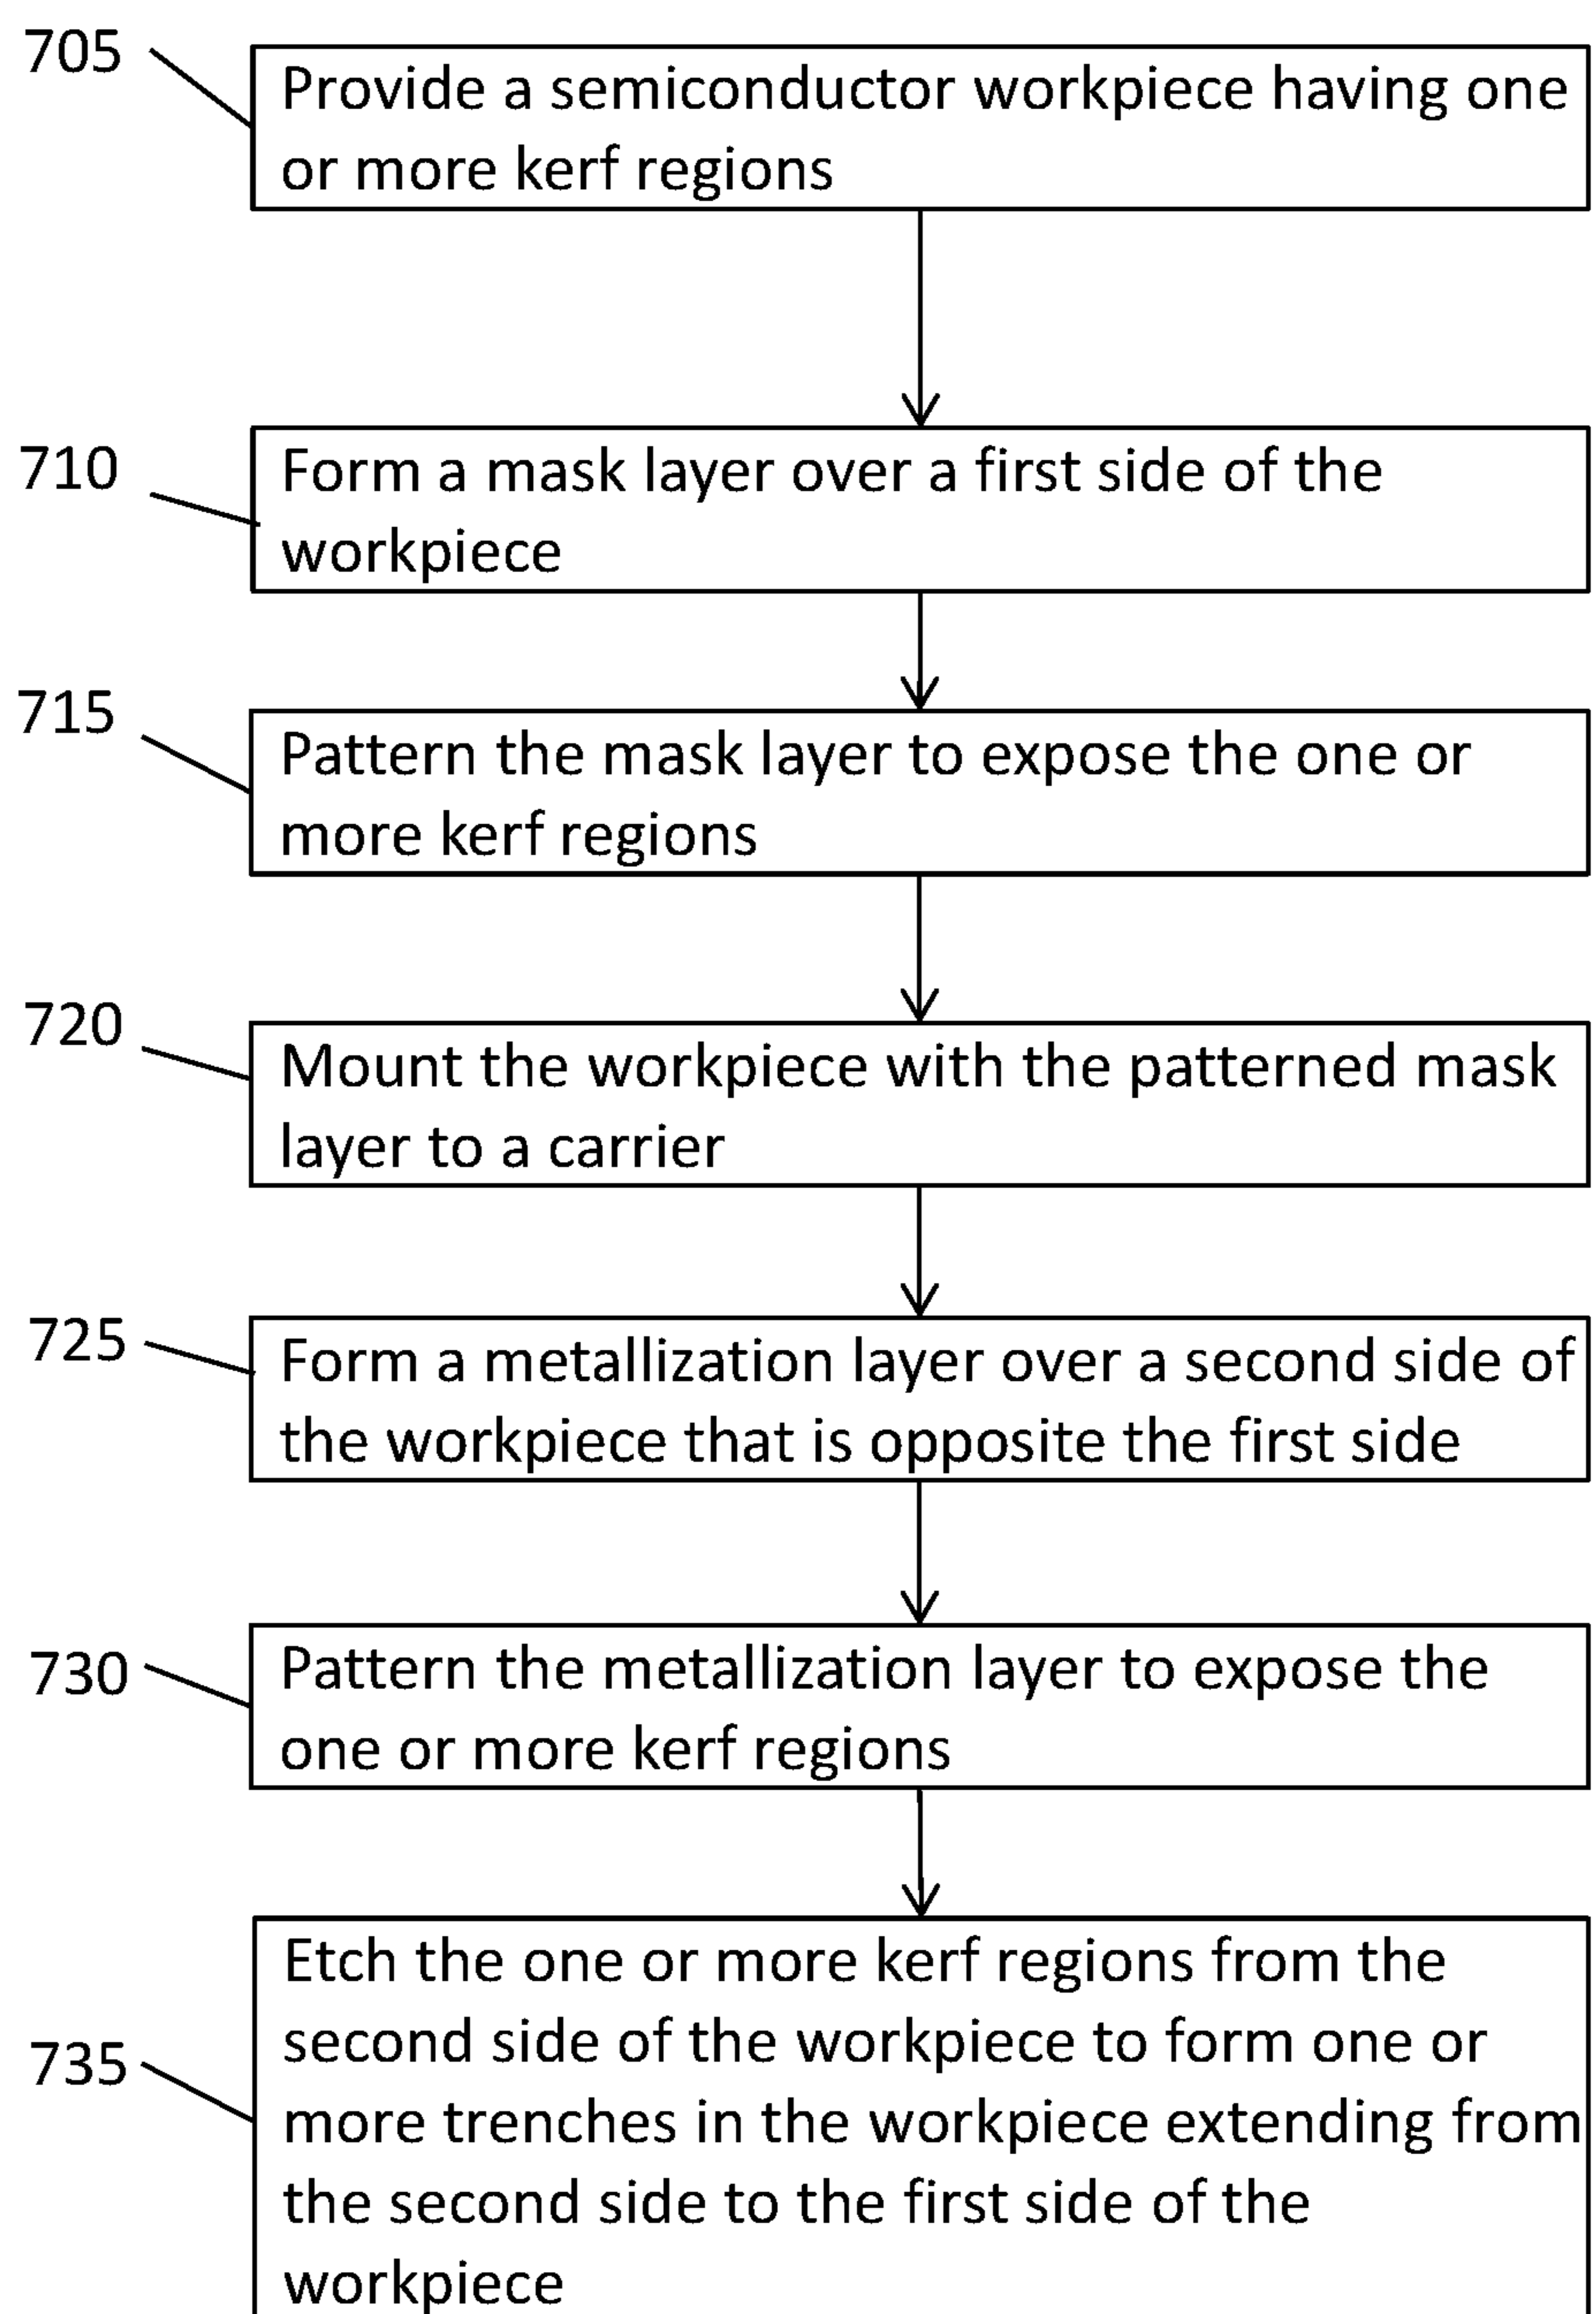 705
Provide a semiconductor workpiece having one
or more kerf regions
710
Form a mask layer over a first side of the
workpiece
715
Pattern the mask layer to expose the one or
more kerf regions
720
Mount the workpiece with the patterned mask
layer to a carrier
725
Form a metallization layer over a second side of
the workpiece that is opposite the first side
730
Pattern the metallization layer to expose the
one or more kerf regions
735
Etch the one or more kerf regions from the
second side of the workpiece to form one or
more trenches in the workpiece extending from
the second side to the first side of the
workpiece